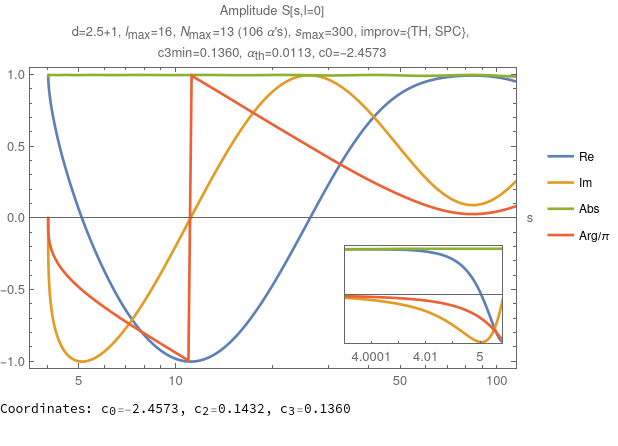 Amplitude S[s,l=0]
d=2.5+1, lmax=16, Nmax=13 (106 α's), smax=300, improv={TH, SPC},
c3min=0.1360, αth=0.0113, c0=-2.4573
1.0
0.5
0.0
-0.5
-1.0
s
Re
Im
Abs
Arg/π
4.0001 4.01 5
5 10 50 100
Coordinates: c0=-2.4573, c2=0.1432, c3=0.1360